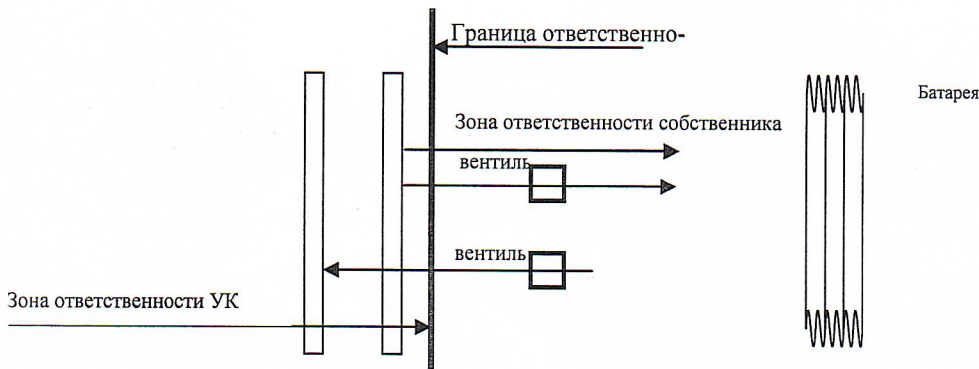 Граница ответственно-
Батарея
Зона ответственности собственника
вентиль
вентиль
Зона ответственности УК